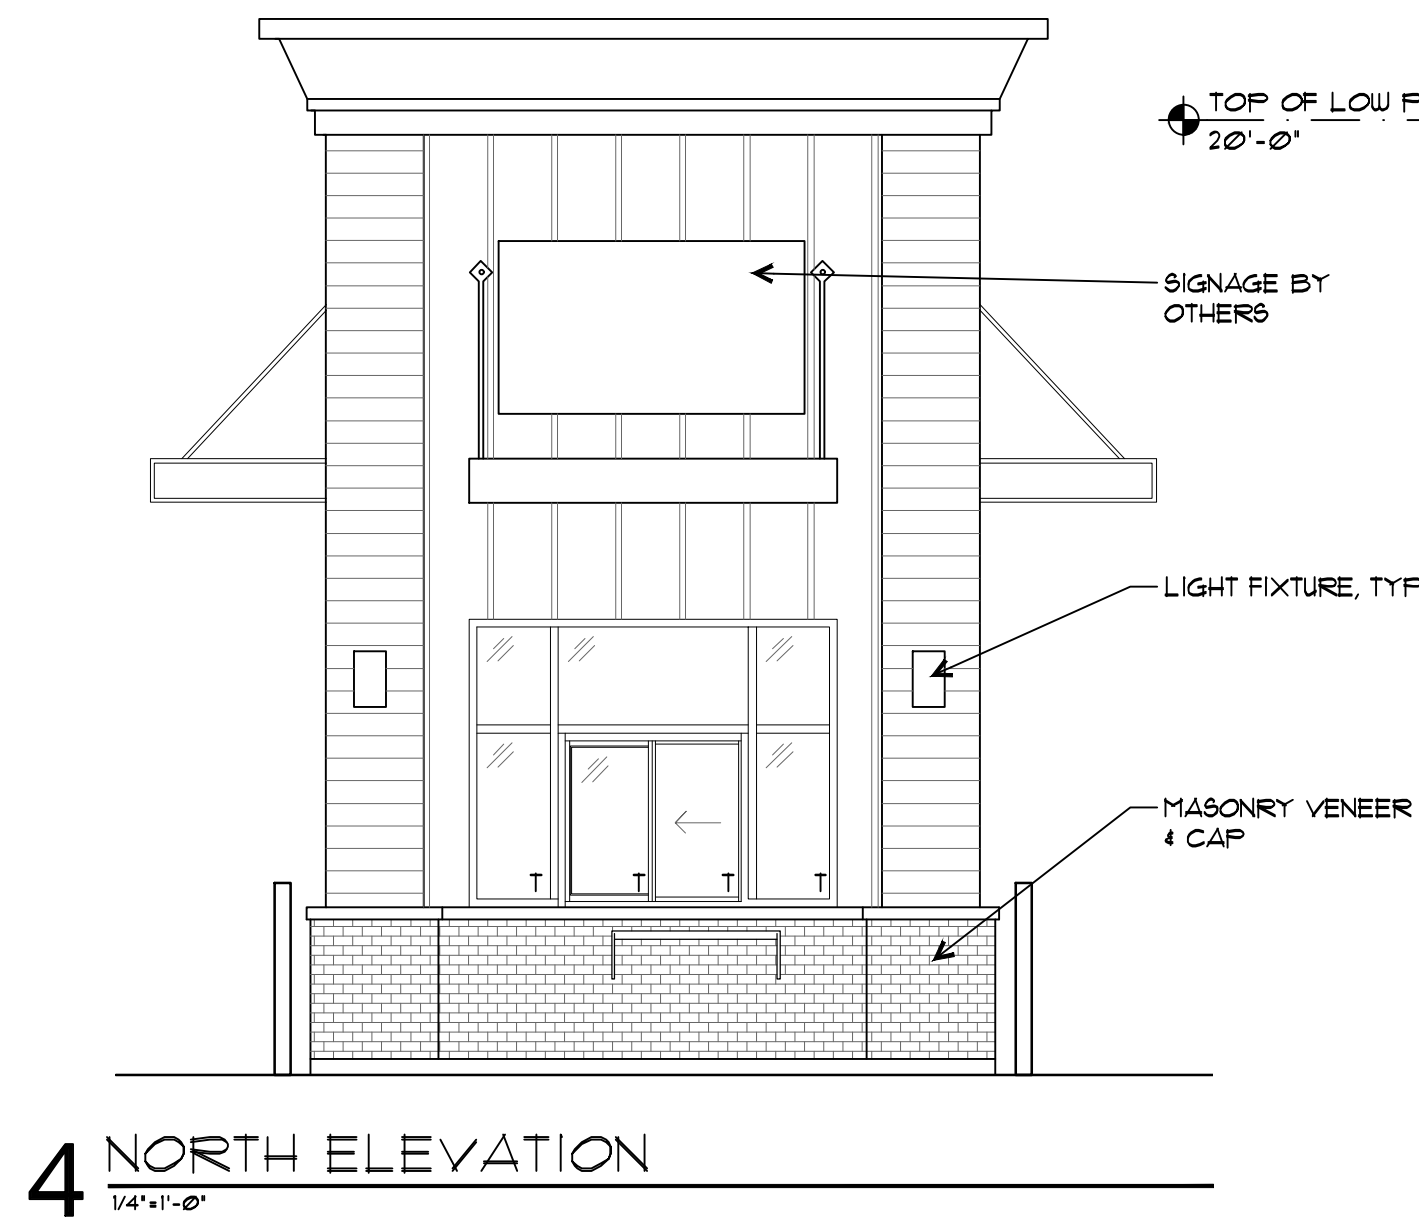 TOP OF LOW
20'-0"
SIGNAGE BY
OTHERS
LIGHT FIXTURE, TYP
MASONRY VENEER
& CAP
T T T T
4 NORTH ELEVATION
1/4"=1'-0"